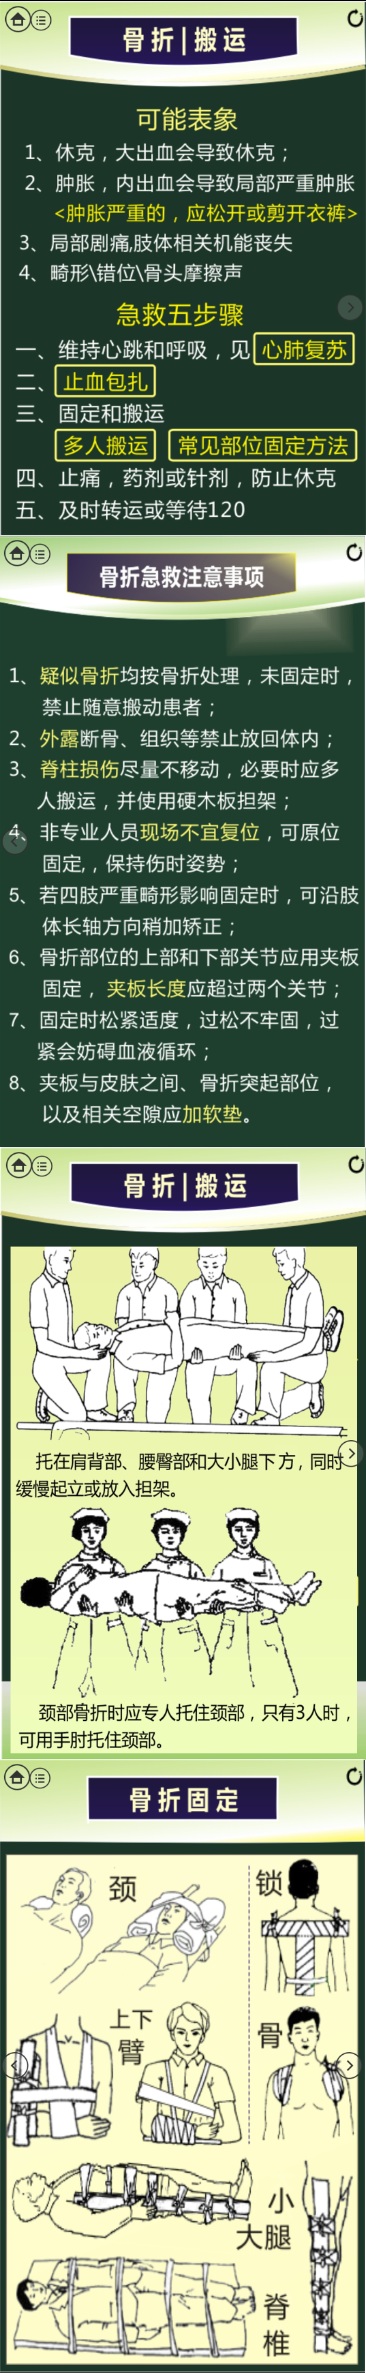 骨折|搬运
可能表象
1、休克，大出血会导致休克；
2、肿胀，内出血会导致局部严重肿胀
<肿胀严重的，应松开或剪开衣裤>
3、局部剧痛,肢体相关机能丧失
4、畸形\错位\骨头摩擦声
急救五步骤
一、维持心跳和呼吸，见 心肺复苏
二、止血包扎
三、固定和搬运
多人搬运 常见部位固定方法
四、止痛，药剂或针剂，防止休克
五、及时转运或等待120
骨折急救注意事项
1、疑似骨折均按骨折处理，未固定时，
禁止随意搬动患者；
2、外露断骨、组织等禁止放回体内；
3、脊柱损伤尽量不移动，必要时应多
人搬运，并使用硬木板担架；
4、非专业人员现场不宜复位，可原位
固定,，保持伤时姿势；
5、若四肢严重畸形影响固定时，可沿肢
体长轴方向稍加矫正；
6、骨折部位的上部和下部关节应用夹板
固定，夹板长度应超过两个关节；
7、固定时松紧适度，过松不牢固，过
紧会妨碍血液循环；
8、夹板与皮肤之间、骨折突起部位，
以及相关空隙应加软垫。
骨折|搬运
托在肩背部、腰臀部和大小腿下方，同时
缓慢起立或放入担架。
颈部骨折时应专人托住颈部，只有3人时，
可用手肘托住颈部。
骨折固定
颈
锁
上下
臂
骨
小
大腿
脊
椎